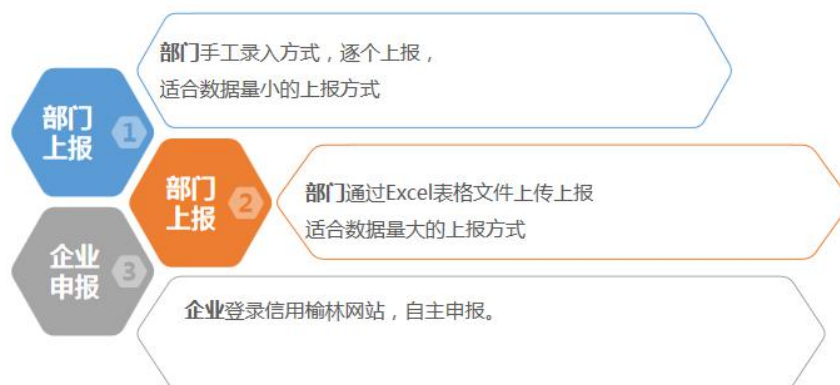 部门手工录入方式，逐个上报，
适合数据量小的上报方式
部门
上报
1
部门
上报
2
部门通过Excel表格文件上传上报
适合数据量大的上报方式
企业
申报
3
企业登录信用榆林网站，自主申报。